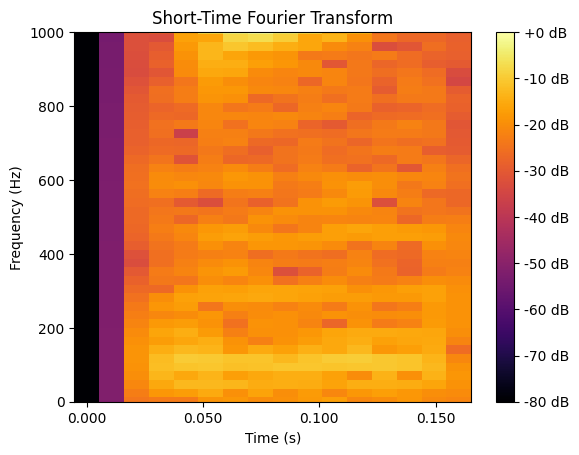 Short-Time Fourier Transform
1000
800
600
400
200
0
Frequency (Hz)
0.000
0.050
0.100
0.150
Time (s)
+0 dB
-10 dB
-20 dB
-30 dB
-40 dB
-50 dB
-60 dB
-70 dB
-80 dB